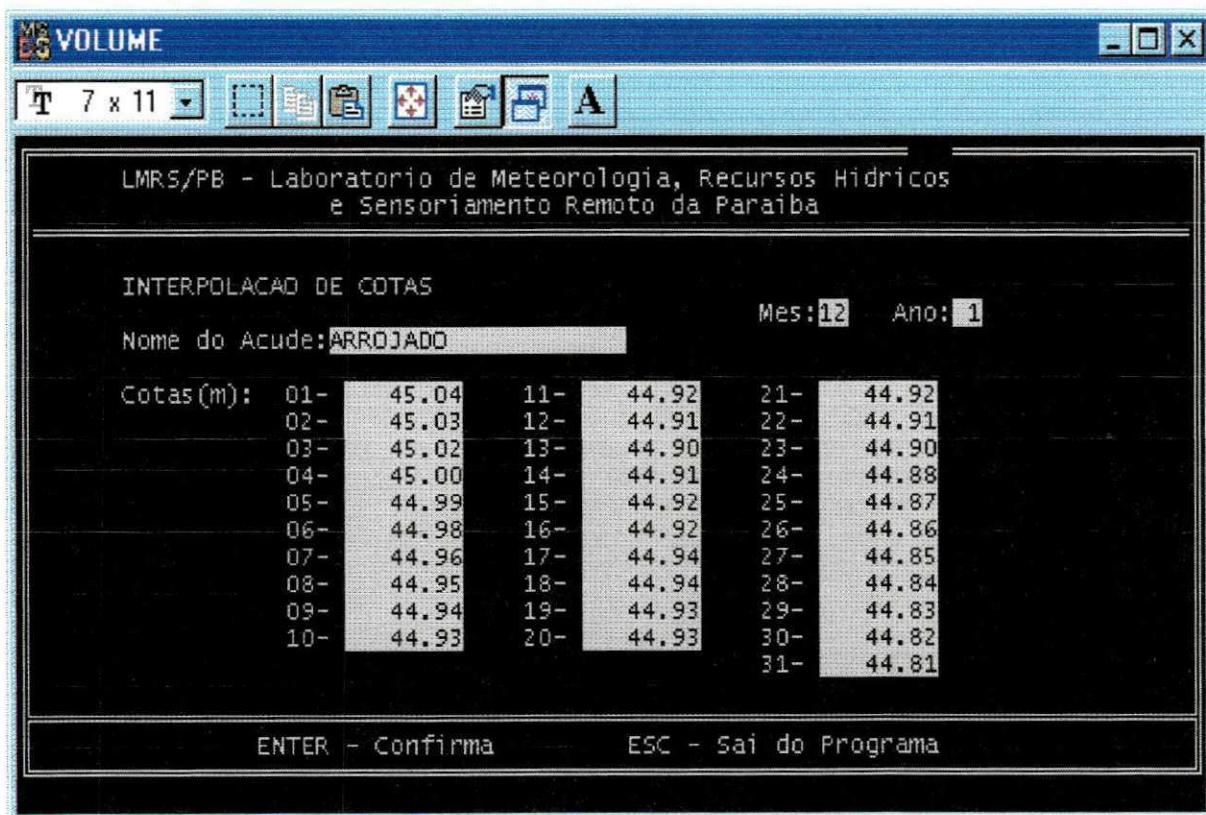 VOLUME
7 x 11
A
LMRS/PB - Laboratorio de Meteorologia, Recursos Hidricos
e Sensoriamento Remoto da Paraiba
INTERPOLACAO DE COTAS
Mes:12 Ano: 1
Nome do Acude:ARROJADO
Cotas(m): 01- 45.04 11- 44.92 21- 44.92
02- 45.03 12- 44.91 22- 44.91
03- 45.02 13- 44.90 23- 44.90
04- 45.00 14- 44.91 24- 44.88
05- 44.99 15- 44.92 25- 44.87
06- 44.98 16- 44.92 26- 44.86
07- 44.96 17- 44.94 27- 44.85
08- 44.95 18- 44.94 28- 44.84
09- 44.94 19- 44.93 29- 44.83
10- 44.93 20- 44.93 30- 44.82
31- 44.81
ENTER - Confirma ESC - Sai do Programa